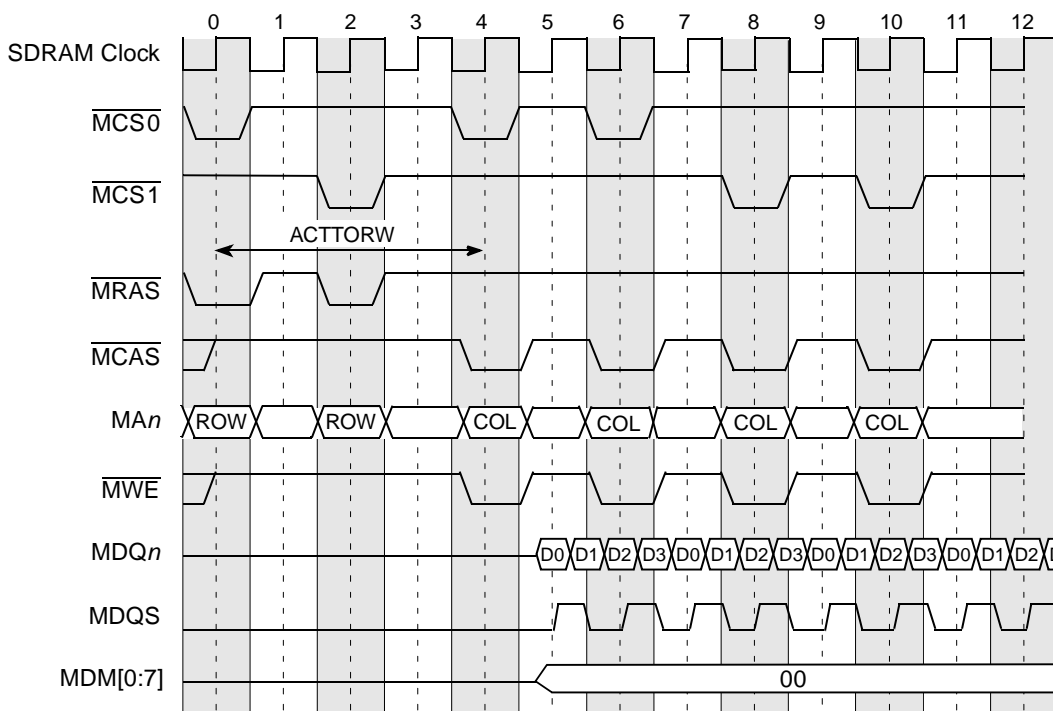 0 1 2 3 4 5 6 7 8 9 10 11 12
SDRAM Clock
MCS0
MCS1
ACTTORW
MRAS
MCAS
MAn ROW ROW COL COL COL COL
MWE
MDQn D0 D1 D2 D3 D0 D1 D2 D3 D0 D1 D2 D3 D0 D1 D2
MDQS
MDM[0:7] 00